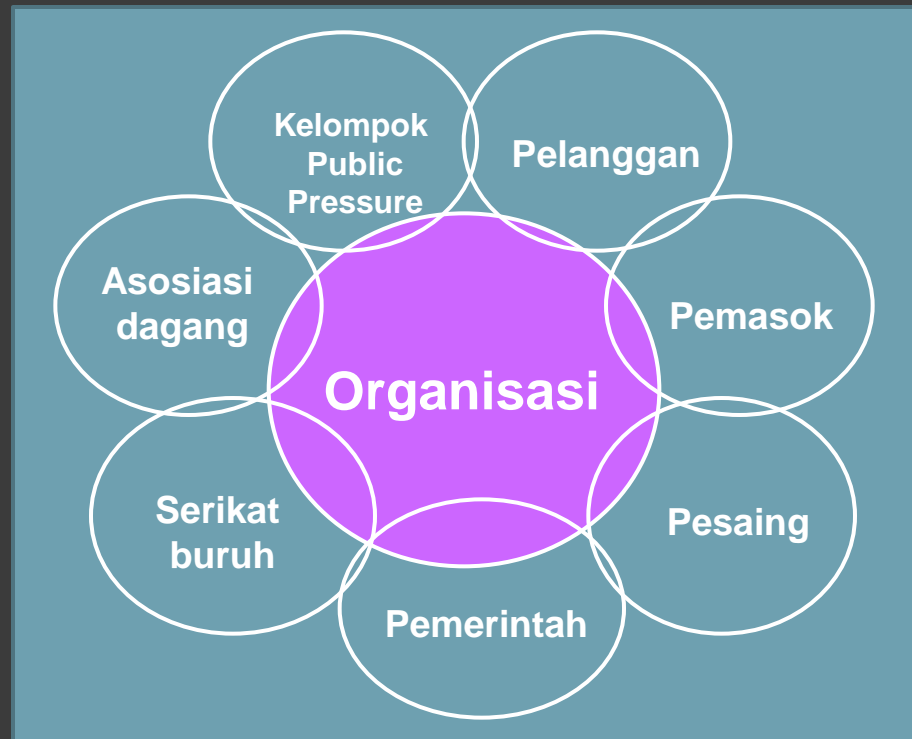 Kelompok
Public
Pressure
Pelanggan
Asosiasi
dagang
Pemasok
Organisasi
Serikat
buruh
Pesaing
Pemerintah